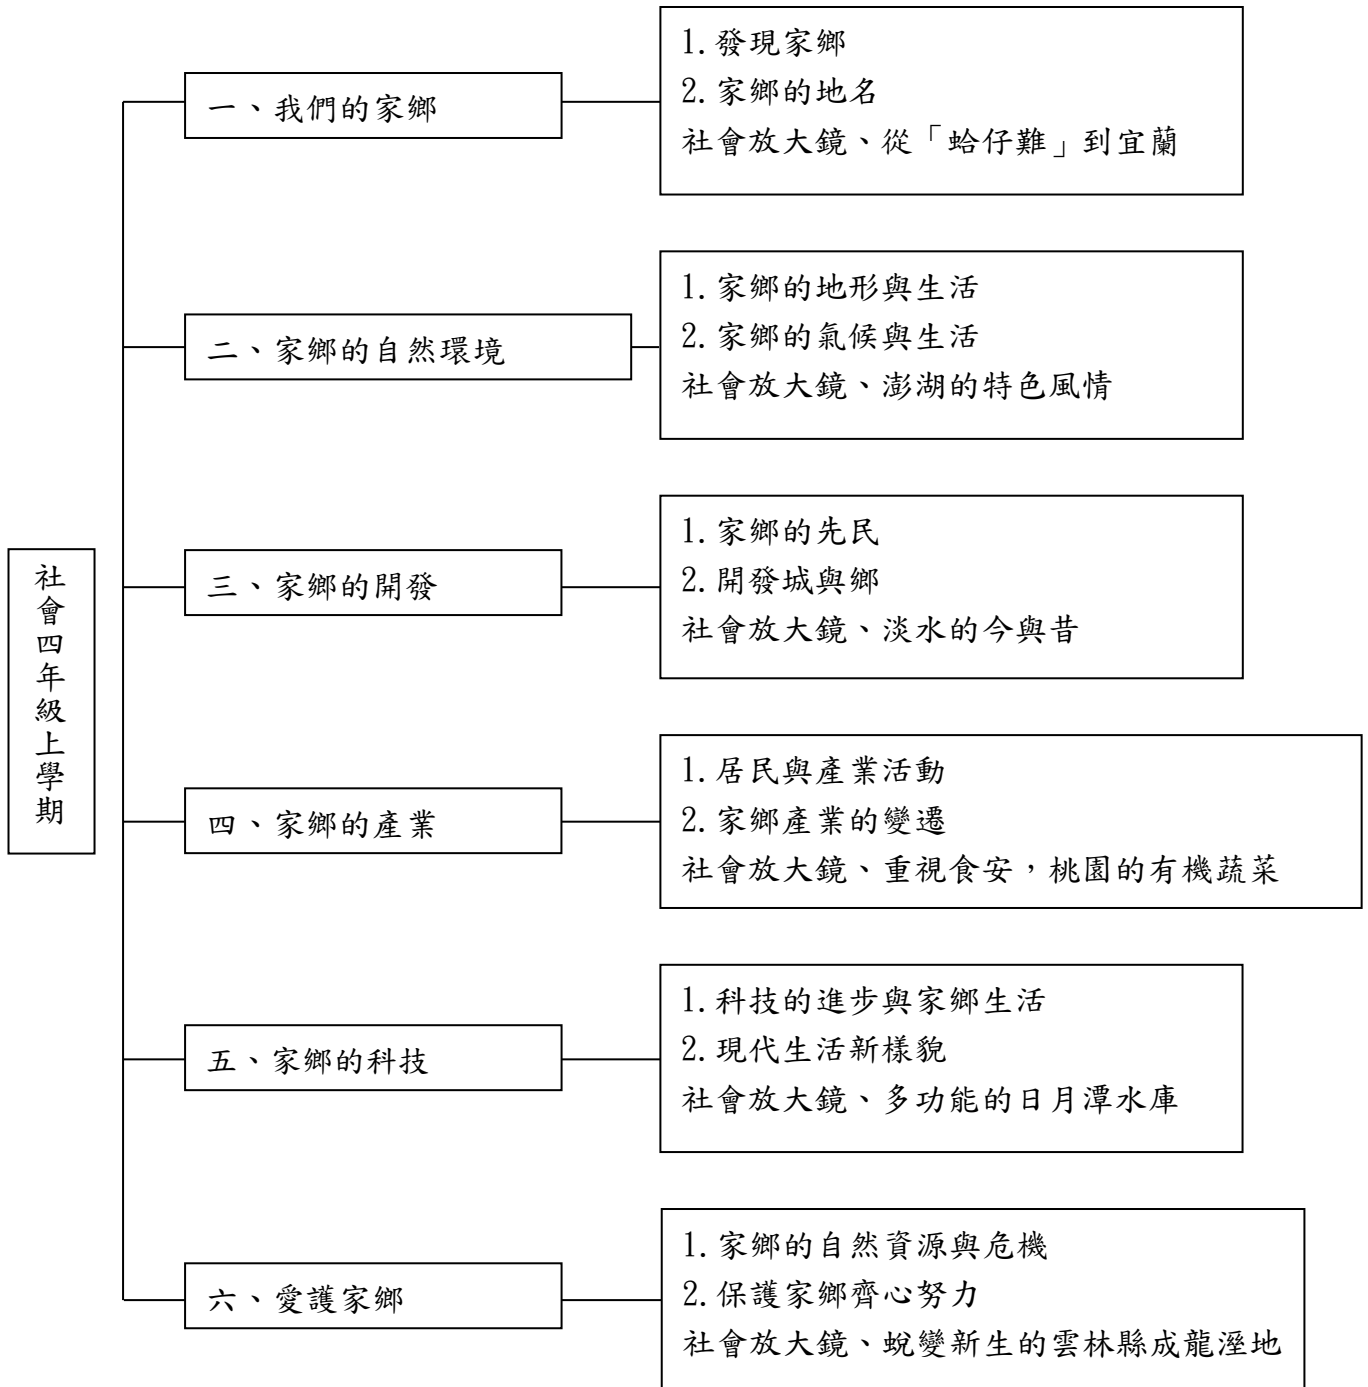 社會四年級上學期
一、我們的家鄉
1.發現家鄉
2.家鄉的地名
社會放大鏡、從「蛤仔難」到宜蘭
二、家鄉的自然環境
1.家鄉的地形與生活
2.家鄉的氣候與生活
社會放大鏡、澎湖的特色風情
三、家鄉的開發
1.家鄉的先民
2.開發城與鄉
社會放大鏡、淡水的今與昔
四、家鄉的產業
1.居民與產業活動
2.家鄉產業的變遷
社會放大鏡、重視食安，桃園的有機蔬菜
五、家鄉的科技
1.科技的進步與家鄉生活
2.現代生活新樣貌
社會放大鏡、多功能的日月潭水庫
六、愛護家鄉
1.家鄉的自然資源與危機
2.保護家鄉齊心努力
社會放大鏡、蛻變新生的雲林縣成龍溼地